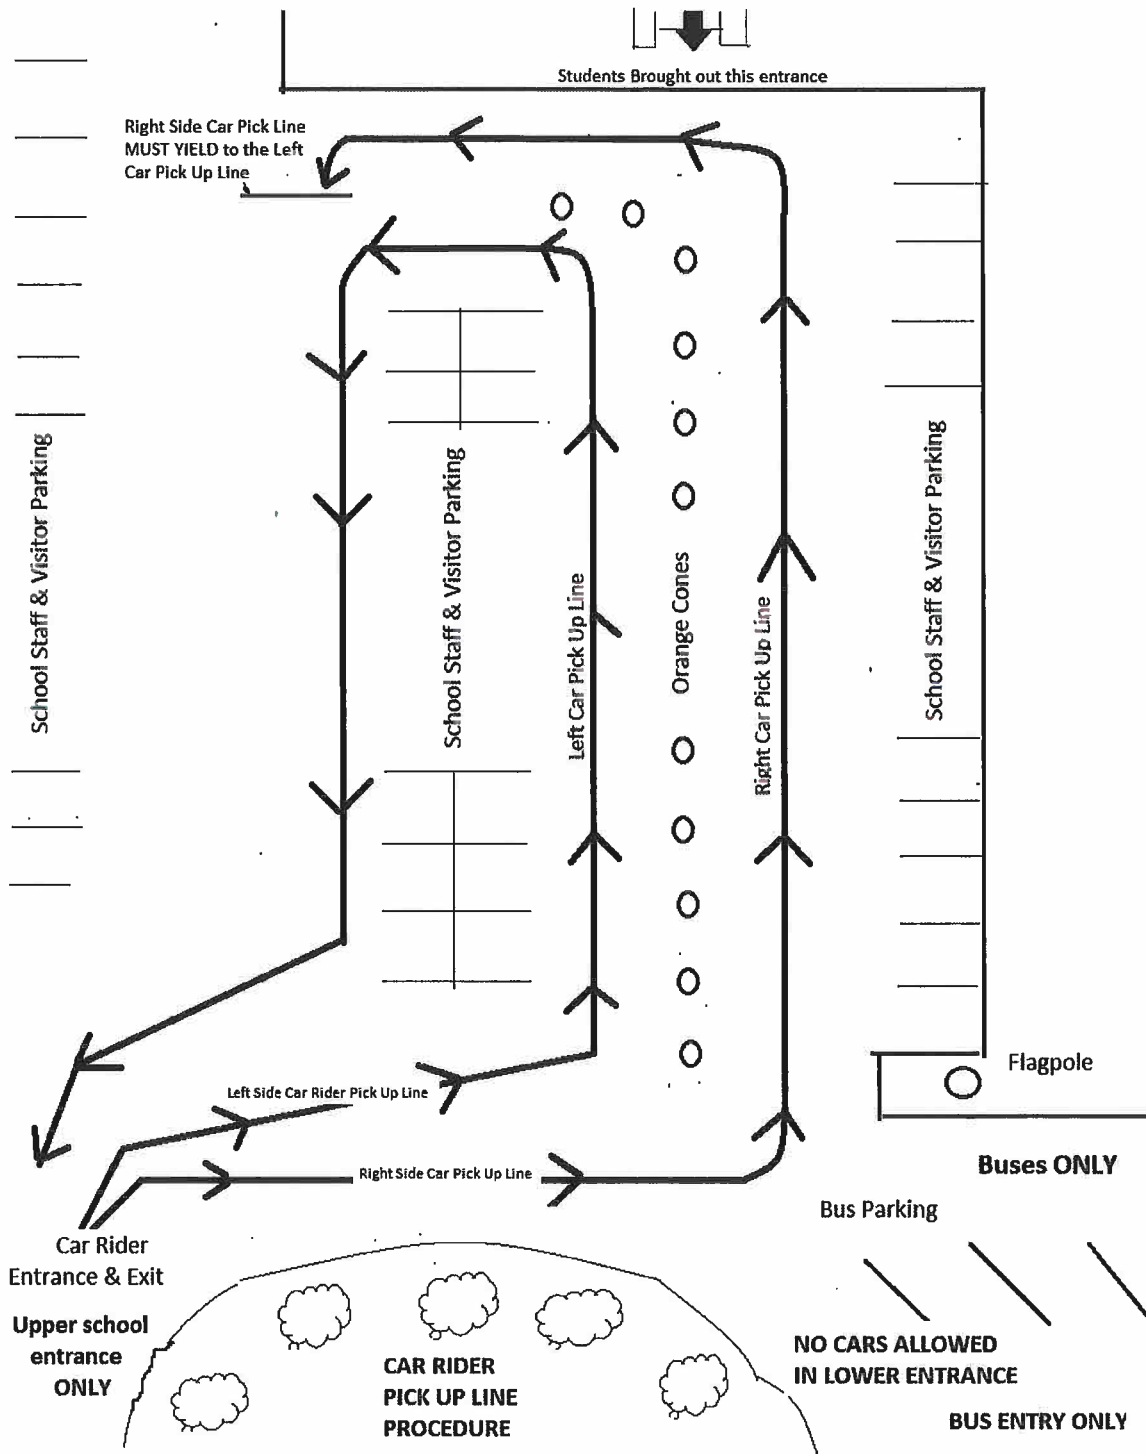 Students Brought out this entrance
Right Side Car Pick Line
MUST YIELD to the Left
Car Pick Up Line
School Staff & Visitor Parking
School Staff & Visitor Parking
Left Car Pick Up Line
Orange Cones
Right Car Pick Up Line
School Staff & Visitor Parking
Flagpole
Left Side Car Rider Pick Up Line
Right Side Car Pick Up Line
Buses ONLY
Bus Parking
Car Rider
Entrance & Exit
Upper school
entrance
ONLY
CAR RIDER
PICK UP LINE
PROCEDURE
NO CARS ALLOWED
IN LOWER ENTRANCE
BUS ENTRY ONLY